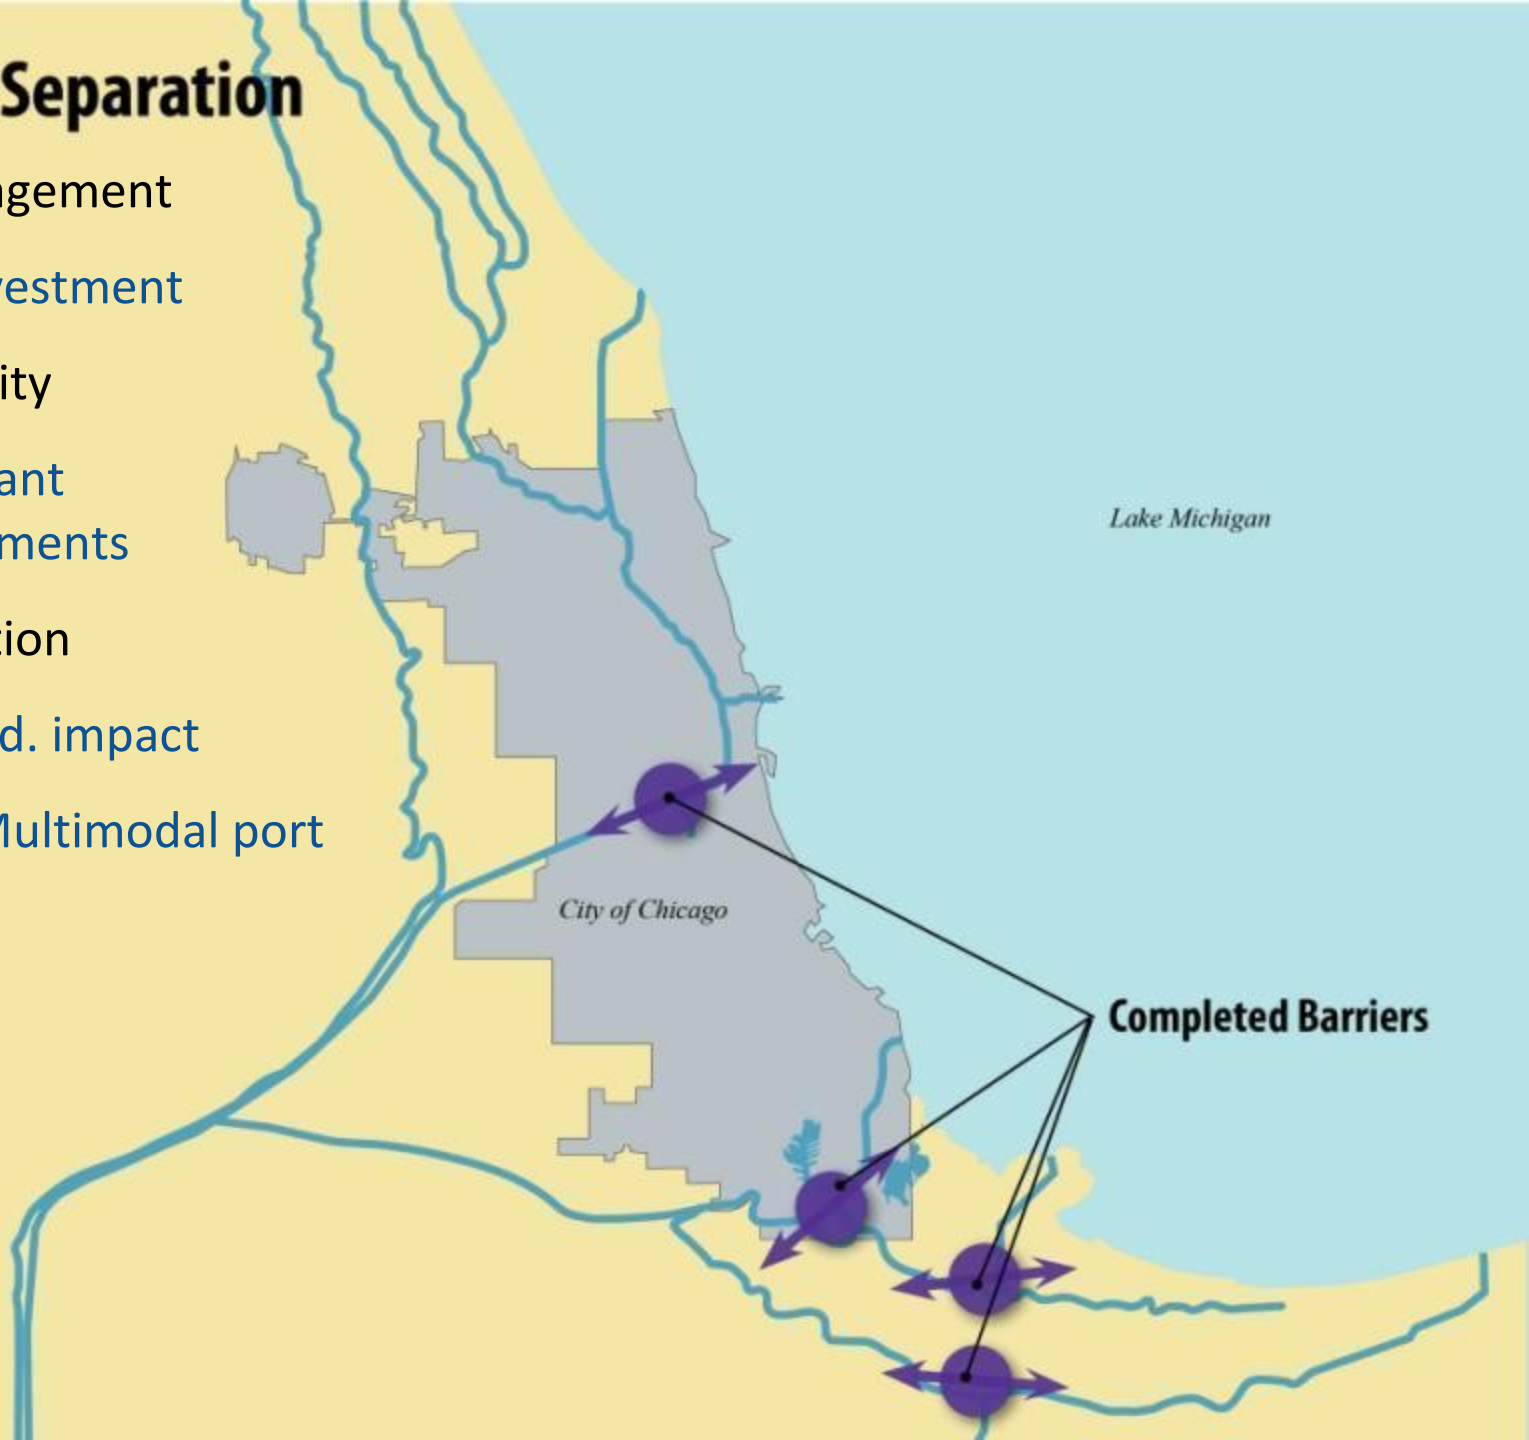 Separation
gement
estment
ity
ant
ments
tion
d. impact
Multimodal port
Lake Michigan
City of Chicago
Completed Barriers